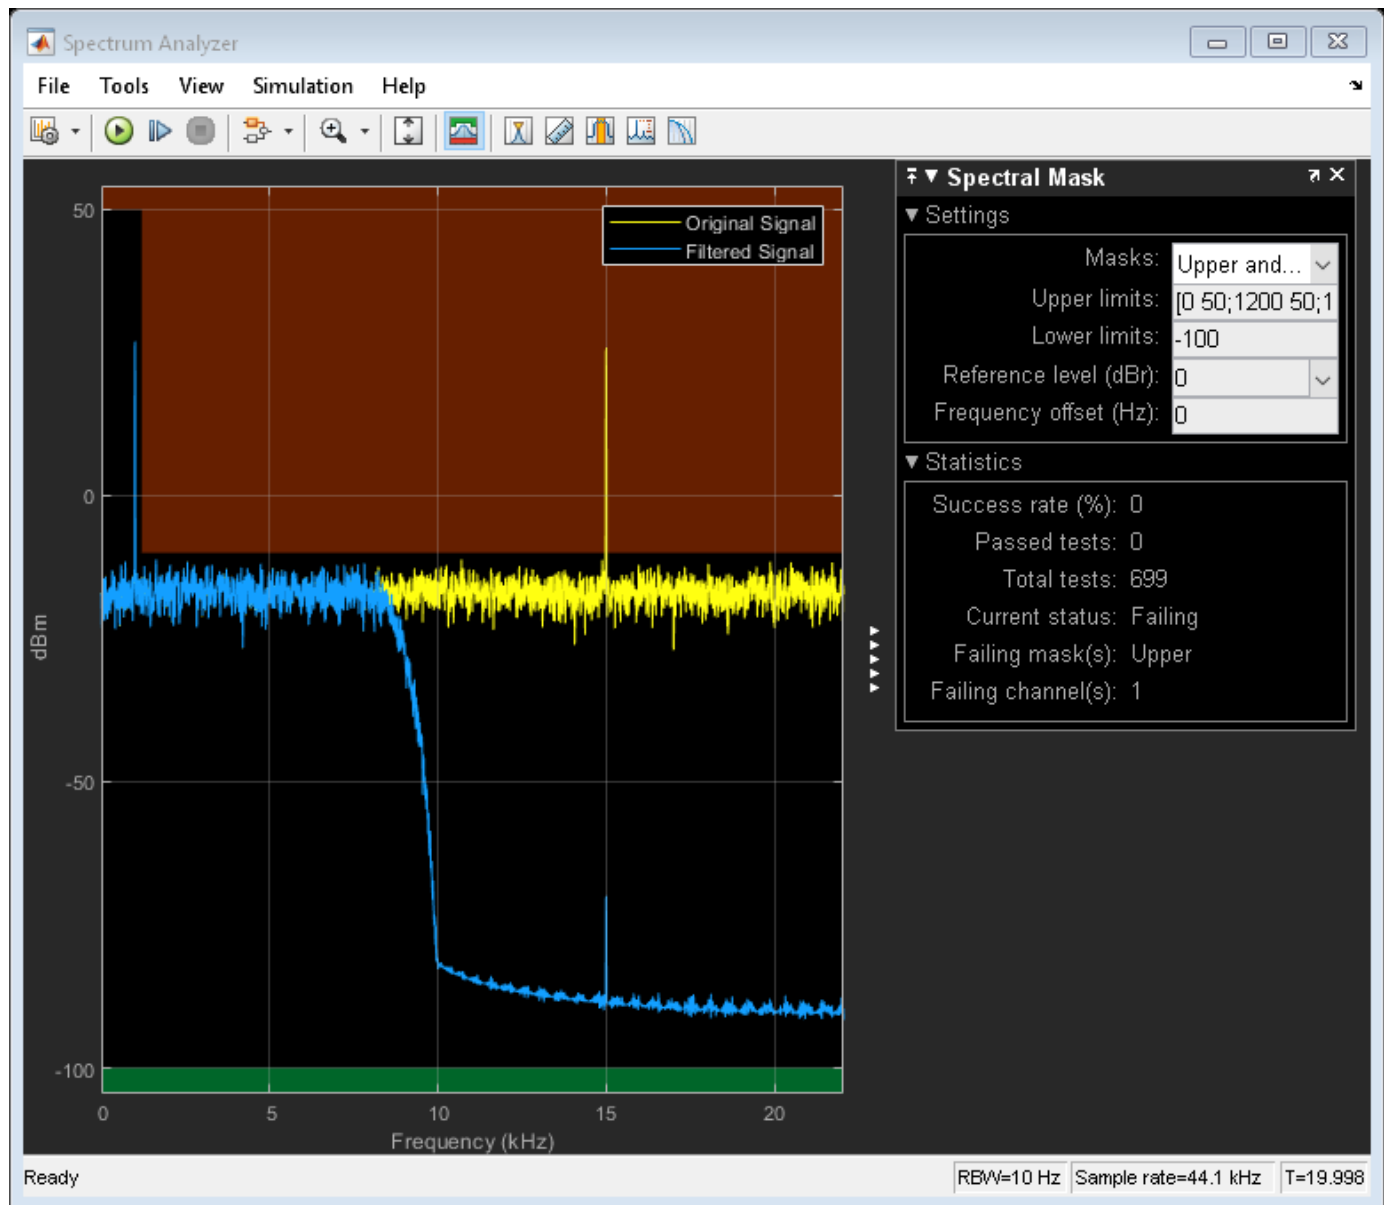 Spectrum Analyzer
File Tools View Simulation Help
50
0
-50
-100
dBm
0 5 10 15 20
Frequency (kHz)
Original Signal
Filtered Signal
Spectral Mask
Settings
Masks: Upper and...
Upper limits: [0 50;1200 50;1
Lower limits: -100
Reference level (dBr): 0
Frequency offset (Hz): 0
Statistics
Success rate (%): 0
Passed tests: 0
Total tests: 699
Current status: Failing
Failing mask(s): Upper
Failing channel(s): 1
Ready
RBW=10 Hz Sample rate=44.1 kHz T=19.998